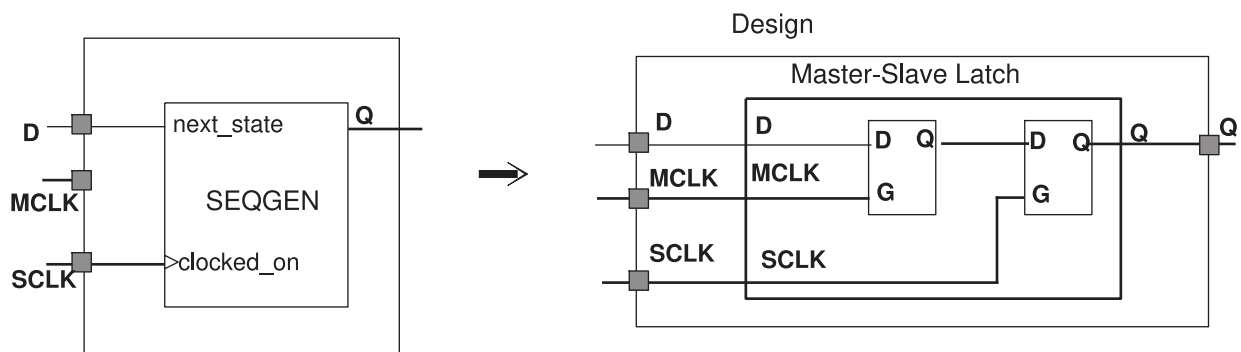 Design
Master-Slave Latch
D
next_state
Q
MCLK
SEQGEN
SCLK
clocked_on
D
D
D
Q
D
Q
Q
Q
MCLK
MCLK
G
G
SCLK
SCLK